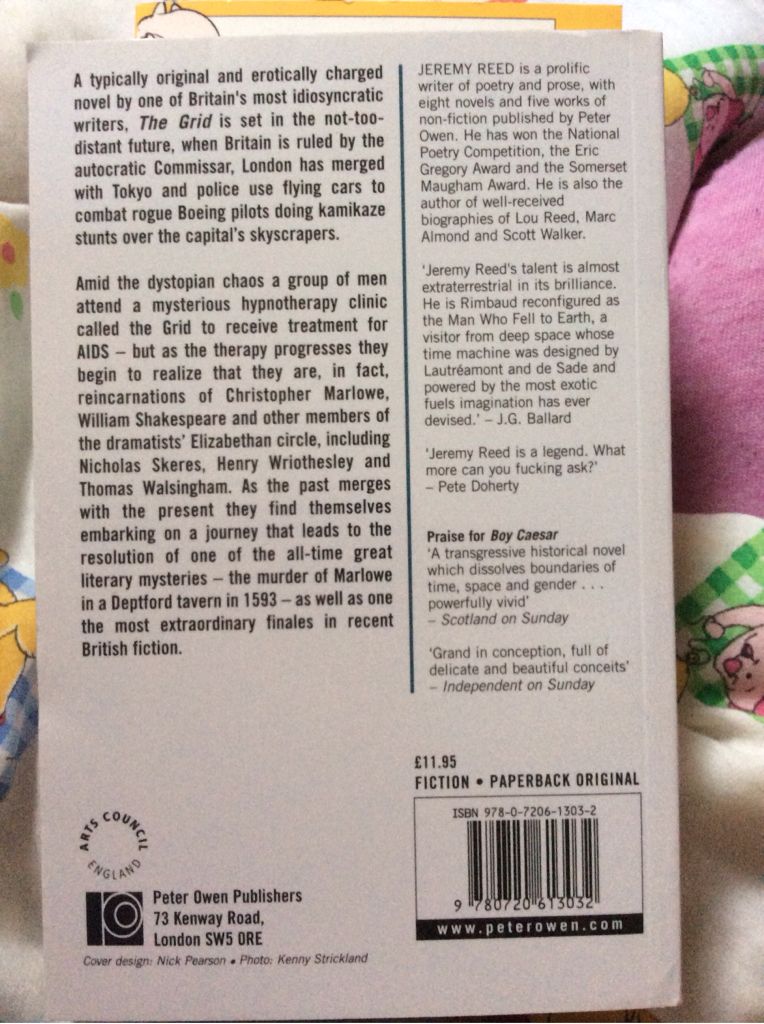 A typically original and erotically charged
novel by one of Britain's most idiosyncratic
writers, The Grid is set in the not-too-
distant future, when Britain is ruled by the
autocratic Commissar, London has merged
with Tokyo and police use flying cars to
combat rogue Boeing pilots doing kamikaze
stunts over the capital's skyscrapers.
Amid the dystopian chaos a group of men
attend a mysterious hypnotherapy clinic
called the Grid to receive treatment for
AIDS – but as the therapy progresses they
begin to realize that they are, in fact,
reincarnations of Christopher Marlowe,
William Shakespeare and other members of
the dramatists' Elizabethan circle, including
Nicholas Skeres, Henry Wriothesley and
Thomas Walsingham. As the past merges
with the present they find themselves
embarking on a journey that leads to the
resolution of one of the all-time great
literary mysteries – the murder of Marlowe
in a Deptford tavern in 1593 – as well as one
the most extraordinary finales in recent
British fiction.
JEREMY REED is a prolific
writer of poetry and prose, with
eight novels and five works of
non-fiction published by Peter
Owen. He has won the National
Poetry Competition, the Eric
Gregory Award and the Somerset
Maugham Award. He is also the
author of well-received
biographies of Lou Reed, Marc
Almond and Scott Walker.
'Jeremy Reed's talent is almost
extraterrestrial in its brilliance.
He is Rimbaud reconfigured as
the Man Who Fell to Earth, a
visitor from deep space whose
time machine was designed by
Lautréamont and de Sade and
powered by the most exotic
fuels imagination has ever
devised.' – J.G. Ballard
'Jeremy Reed is a legend. What
more can you fucking ask?'
– Pete Doherty
Praise for Boy Caesar
'A transgressive historical novel
which dissolves boundaries of
time, space and gender . . .
powerfully vivid'
– Scotland on Sunday
'Grand in conception, full of
delicate and beautiful conceits'
– Independent on Sunday
£11.95
FICTION • PAPERBACK ORIGINAL
ISBN 978-0-7206-1303-2
9 780720 613032
www.peterowen.com
ARTS COUNCIL
ENGLAND
Peter Owen Publishers
73 Kenway Road,
London SW5 0RE
Cover design: Nick Pearson • Photo: Kenny Strickland